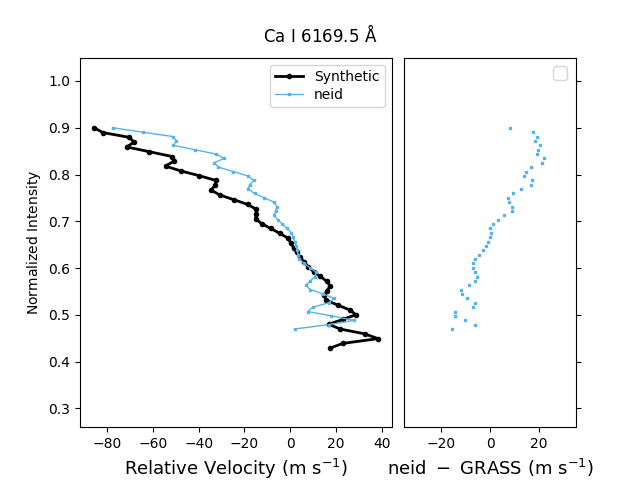 Ca I 6169.5 Å
Synthetic
neid
Normalized Intensity
1.0
0.9
0.8
0.7
0.6
0.5
0.4
0.3
−80 −60 −40 −20 0 20 40
−20 0 20
Relative Velocity (m s⁻¹)
neid − GRASS (m s⁻¹)